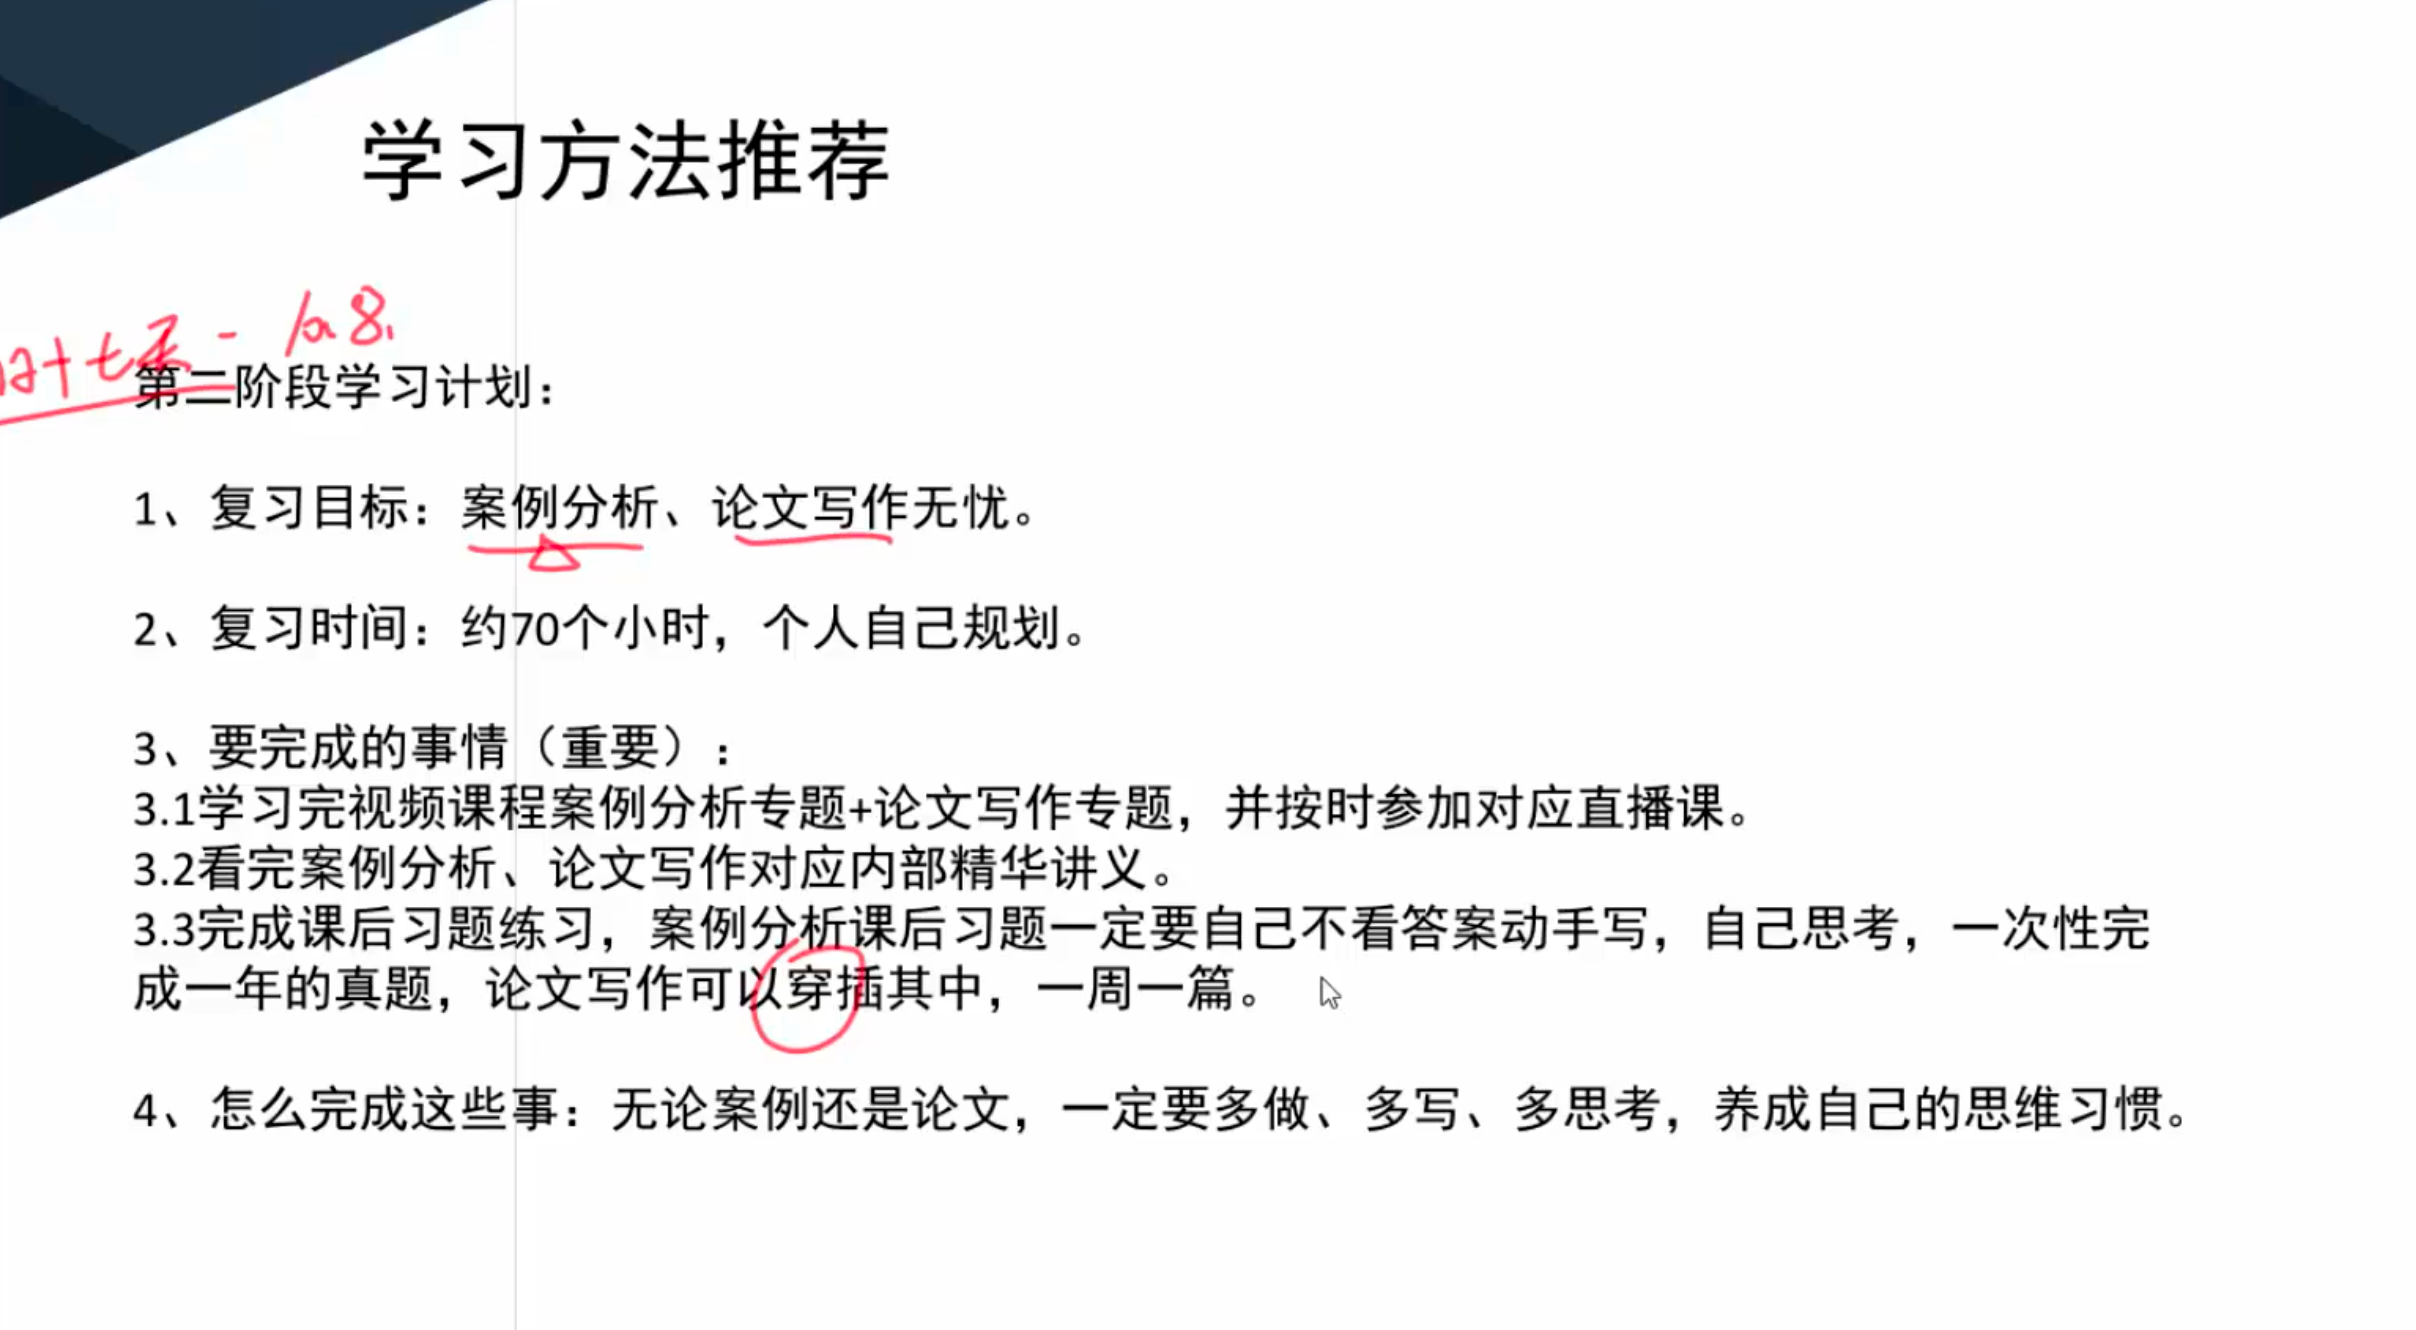 学习方法推荐
第二阶段学习计划：
1、复习目标：案例分析、论文写作无忧。
2、复习时间：约70个小时，个人自己规划。
3、要完成的事情（重要）：
3.1学习完视频课程案例分析专题+论文写作专题，并按时参加对应直播课。
3.2看完案例分析、论文写作对应内部精华讲义。
3.3完成课后习题练习，案例分析课后习题一定要自己不看答案动手写，自己思考，一次性完
成一年的真题，论文写作可以穿插其中，一周一篇。
4、怎么完成这些事：无论案例还是论文，一定要多做、多写、多思考，养成自己的思维习惯。